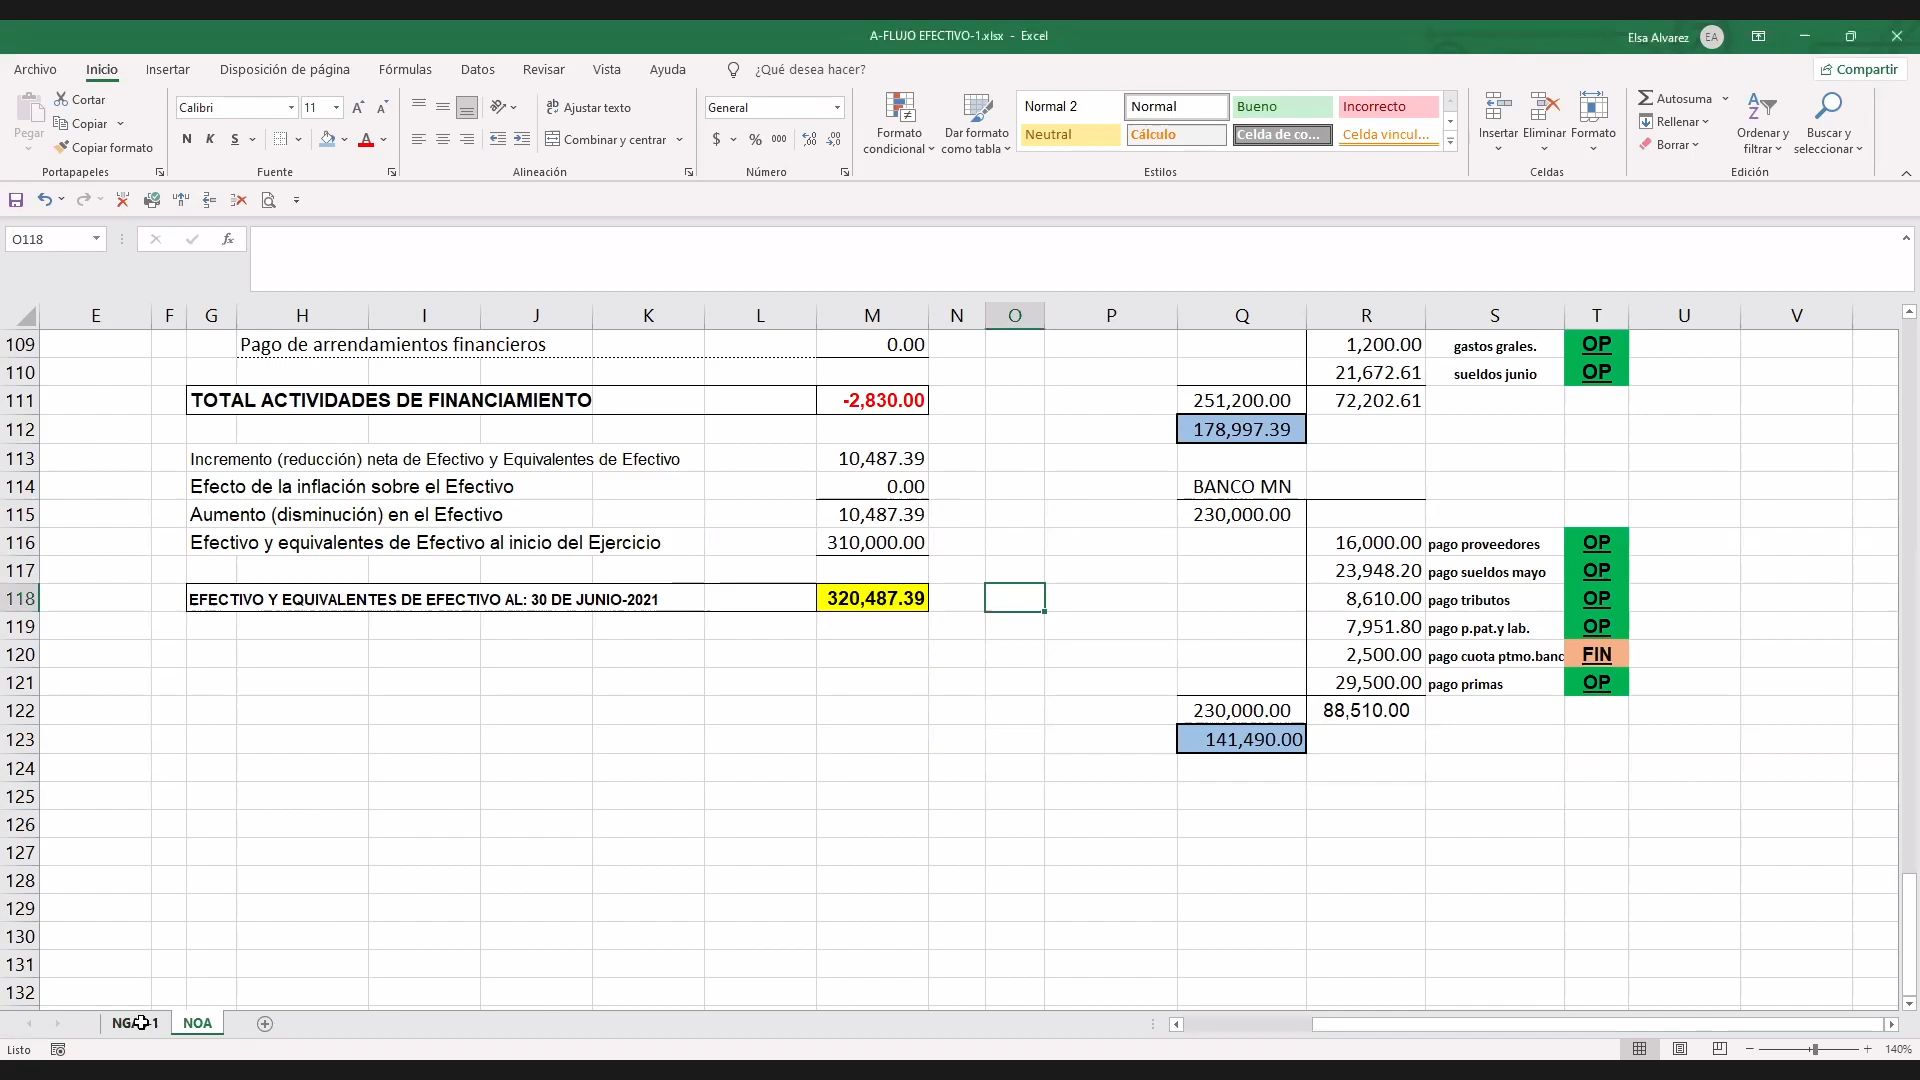 A-FLUJO EFECTIVO-1.xlsx - Excel
Elsa Alvarez EA
Archivo Inicio Insertar Disposición de página Fórmulas Datos Revisar Vista Ayuda ¿Qué desea hacer? Compartir
Pegar
Cortar
Copiar
Copiar formato
Portapapeles
Calibri 11
N K S
Fuente
Ajustar texto
Combinar y centrar
Alineación
General
$ % 000
Número
Formato condicional
Dar formato como tabla
Normal 2 Normal Bueno Incorrecto
Neutral Cálculo Celda de co... Celda vincul...
Estilos
Insertar Eliminar Formato
Celdas
Autosuma
Rellenar
Borrar
Ordenar y filtrar
Buscar y seleccionar
Edición
O118 fx
E F G H I J K L M N O P Q R S T U V
109 Pago de arrendamientos financieros 0.00 1,200.00 gastos grales. OP
110 21,672.61 sueldos junio OP
111 TOTAL ACTIVIDADES DE FINANCIAMIENTO -2,830.00 251,200.00 72,202.61
112 178,997.39
113 Incremento (reducción) neta de Efectivo y Equivalentes de Efectivo 10,487.39
114 Efecto de la inflación sobre el Efectivo 0.00 BANCO MN
115 Aumento (disminución) en el Efectivo 10,487.39 230,000.00
116 Efectivo y equivalentes de Efectivo al inicio del Ejercicio 310,000.00 16,000.00 pago proveedores OP
117 23,948.20 pago sueldos mayo OP
118 EFECTIVO Y EQUIVALENTES DE EFECTIVO AL: 30 DE JUNIO-2021 320,487.39 8,610.00 pago tributos OP
119 7,951.80 pago p.pat.y lab. OP
120 2,500.00 pago cuota ptmo.banc FIN
121 29,500.00 pago primas OP
122 230,000.00 88,510.00
123 141,490.00
124
125
126
127
128
129
130
131
132
NOA
Listo
140%